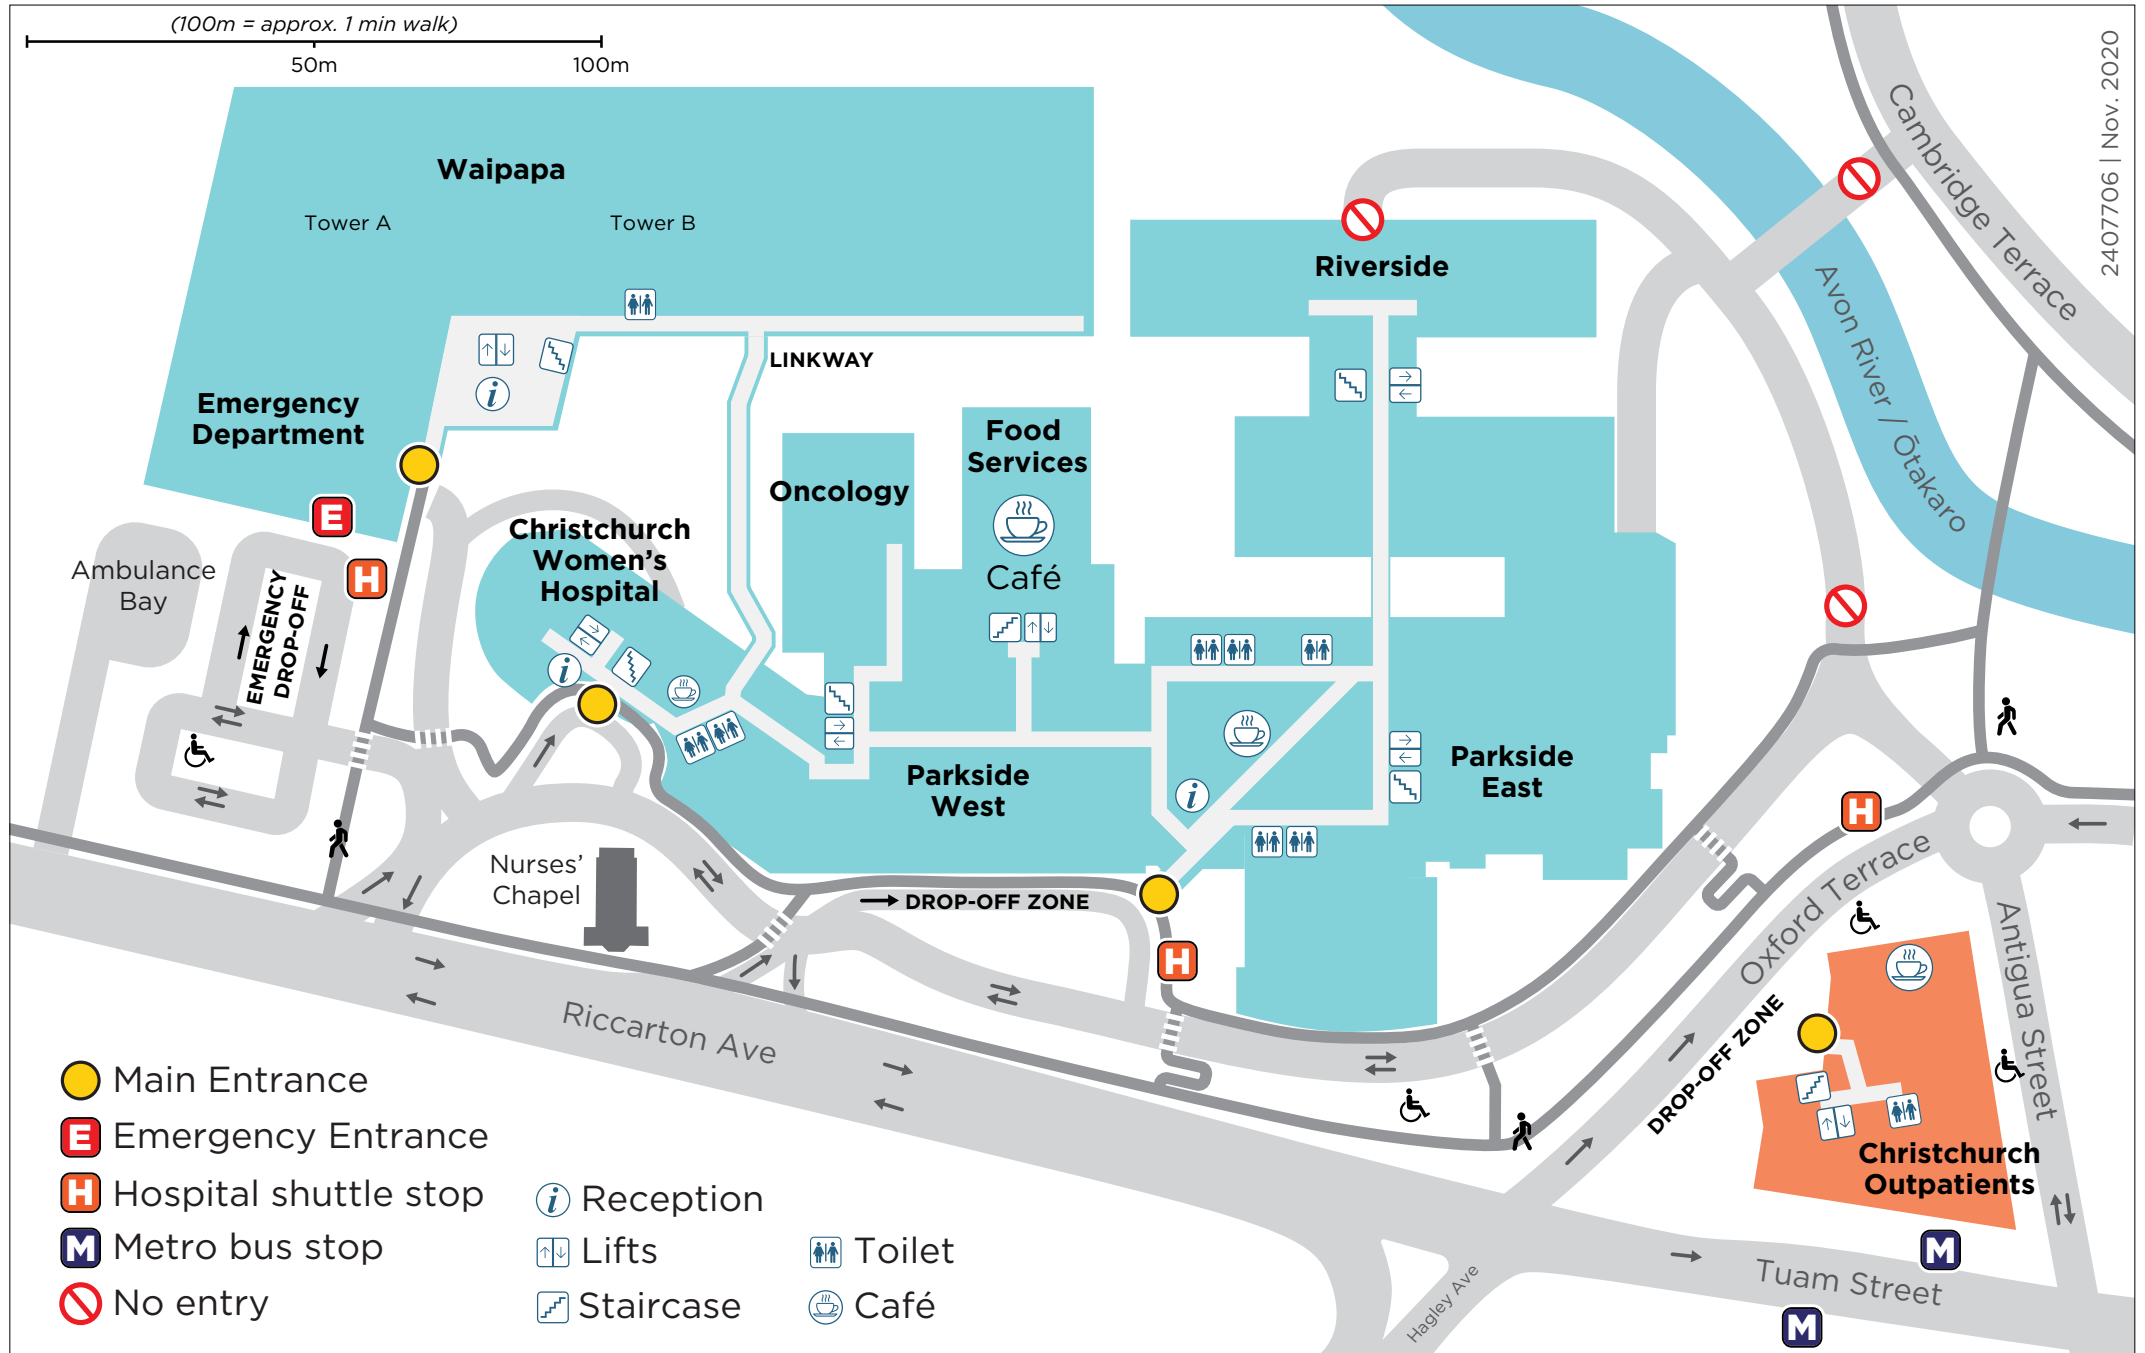 (100m = approx. 1 min walk)
50m
100m
2407706 | Nov. 2020
Cambridge Terrace
Waipapa
Tower A
Tower B
Riverside
Avon River / Ōtakaro
LINKWAY
Emergency
Department
Food
Services
Café
Oncology
E
H
Christchurch
Women's
Hospital
Ambulance
Bay
EMERGENCY
DROP-OFF
i
i
i
Parkside
West
Parkside
East
H
Nurses'
Chapel
DROP-OFF ZONE
H
Oxford Terrace
Antigua Street
DROP-OFF ZONE
Riccarton Ave
Christchurch
Outpatients
Main Entrance
E Emergency Entrance
H Hospital shuttle stop
M Metro bus stop
No entry
i Reception
Lifts
Staircase
Toilet
Café
Hagley Ave
Tuam Street
M
M